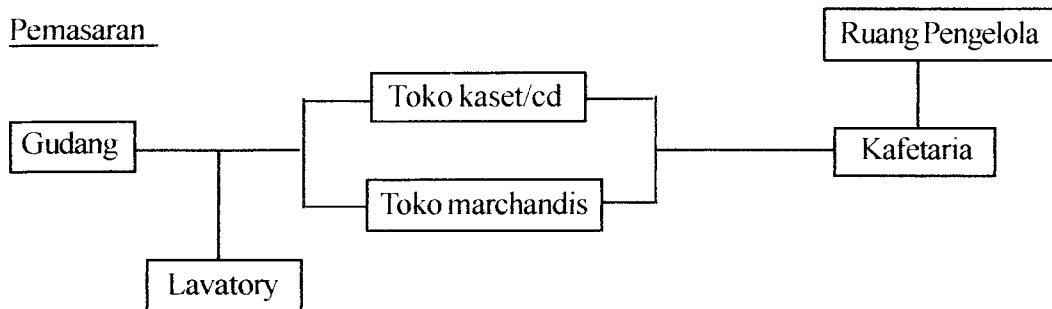 Pemasaran
Ruang Pengelola
Toko kaset/cd
Gudang
Kafetaria
Toko marchandis
Lavatory